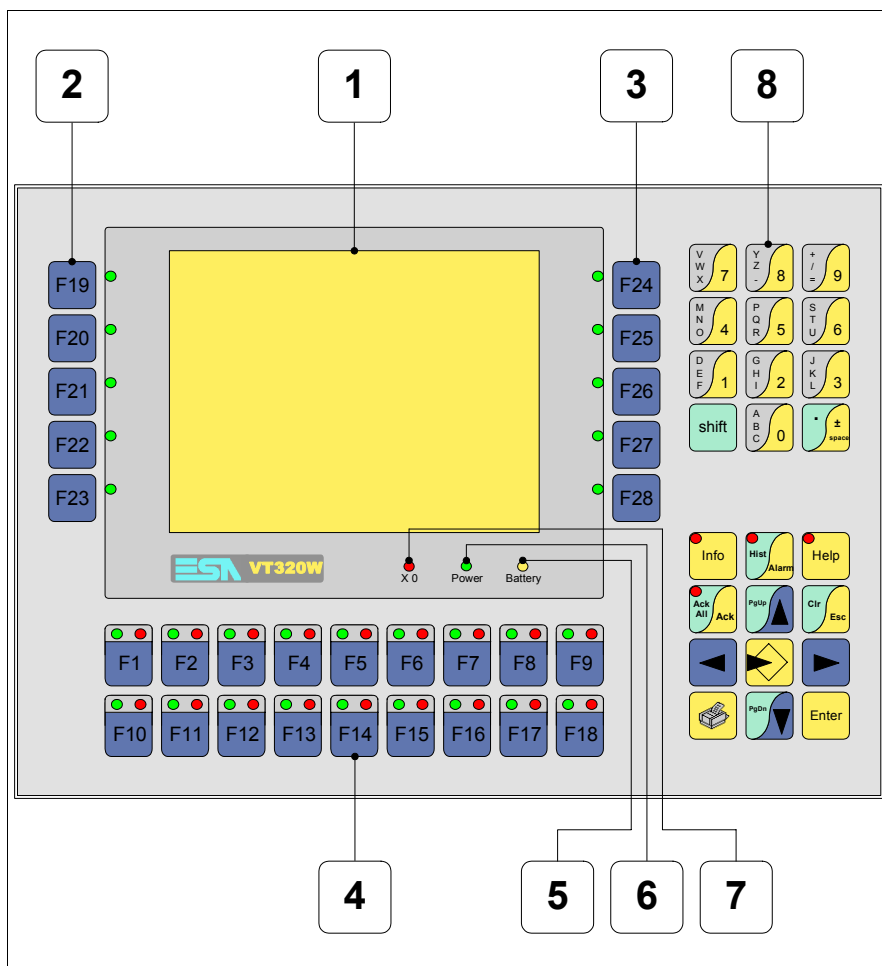 2 1 3 8
F19 F24
F20 F25
F21 F26
F22 F27
F23 F28
V W X 7
Y Z - 8
+ / = 9
M N O 4
P Q R 5
S T U 6
D E F 1
G H I 2
J K L 3
shift
A B C 0
. ± space
ESA VT320W
X 0 Power Battery
Info
Hist Alarm
Help
Ack All Ack
PgUp
Clr Esc
PgDn
Enter
F1 F2 F3 F4 F5 F6 F7 F8 F9
F10 F11 F12 F13 F14 F15 F16 F17 F18
4 5 6 7